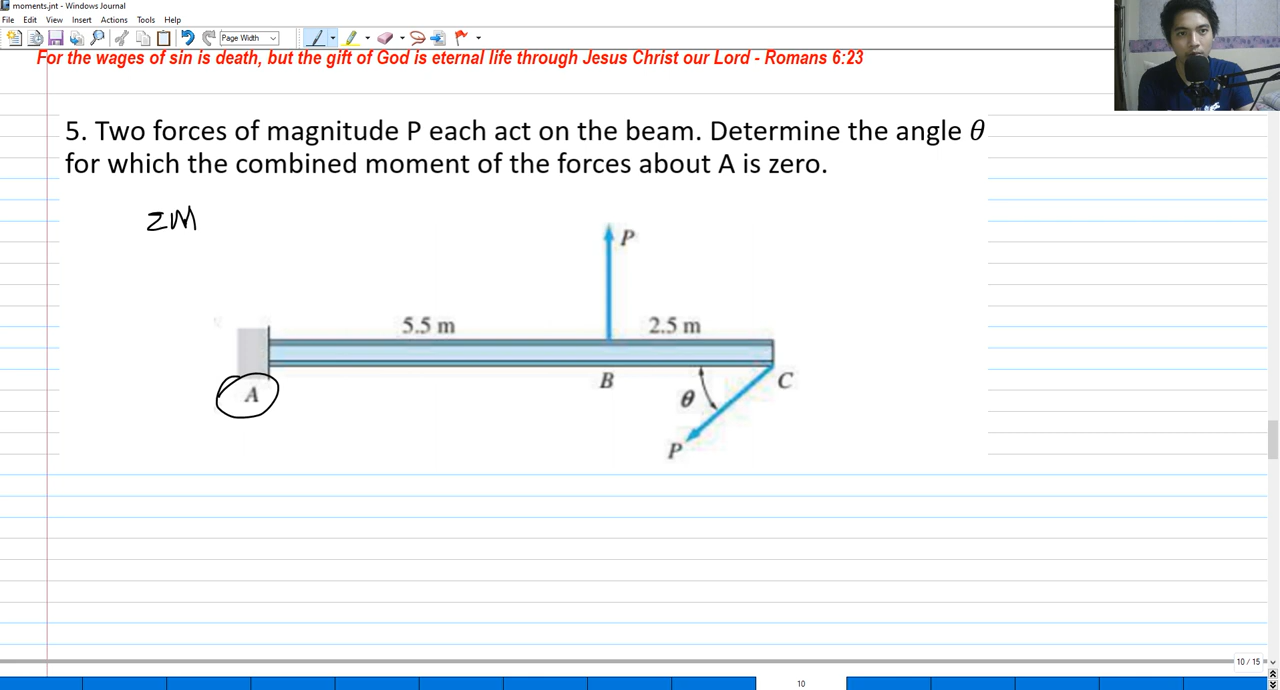 moments.jnt - Windows Journal
File Edit View Insert Actions Tools Help
Page Width
For the wages of sin is death, but the gift of God is eternal life through Jesus Christ our Lord - Romans 6:23
5. Two forces of magnitude P each act on the beam. Determine the angle θ
for which the combined moment of the forces about A is zero.
ΣM
P
5.5 m
2.5 m
B
C
A
θ
P
10 / 15
10